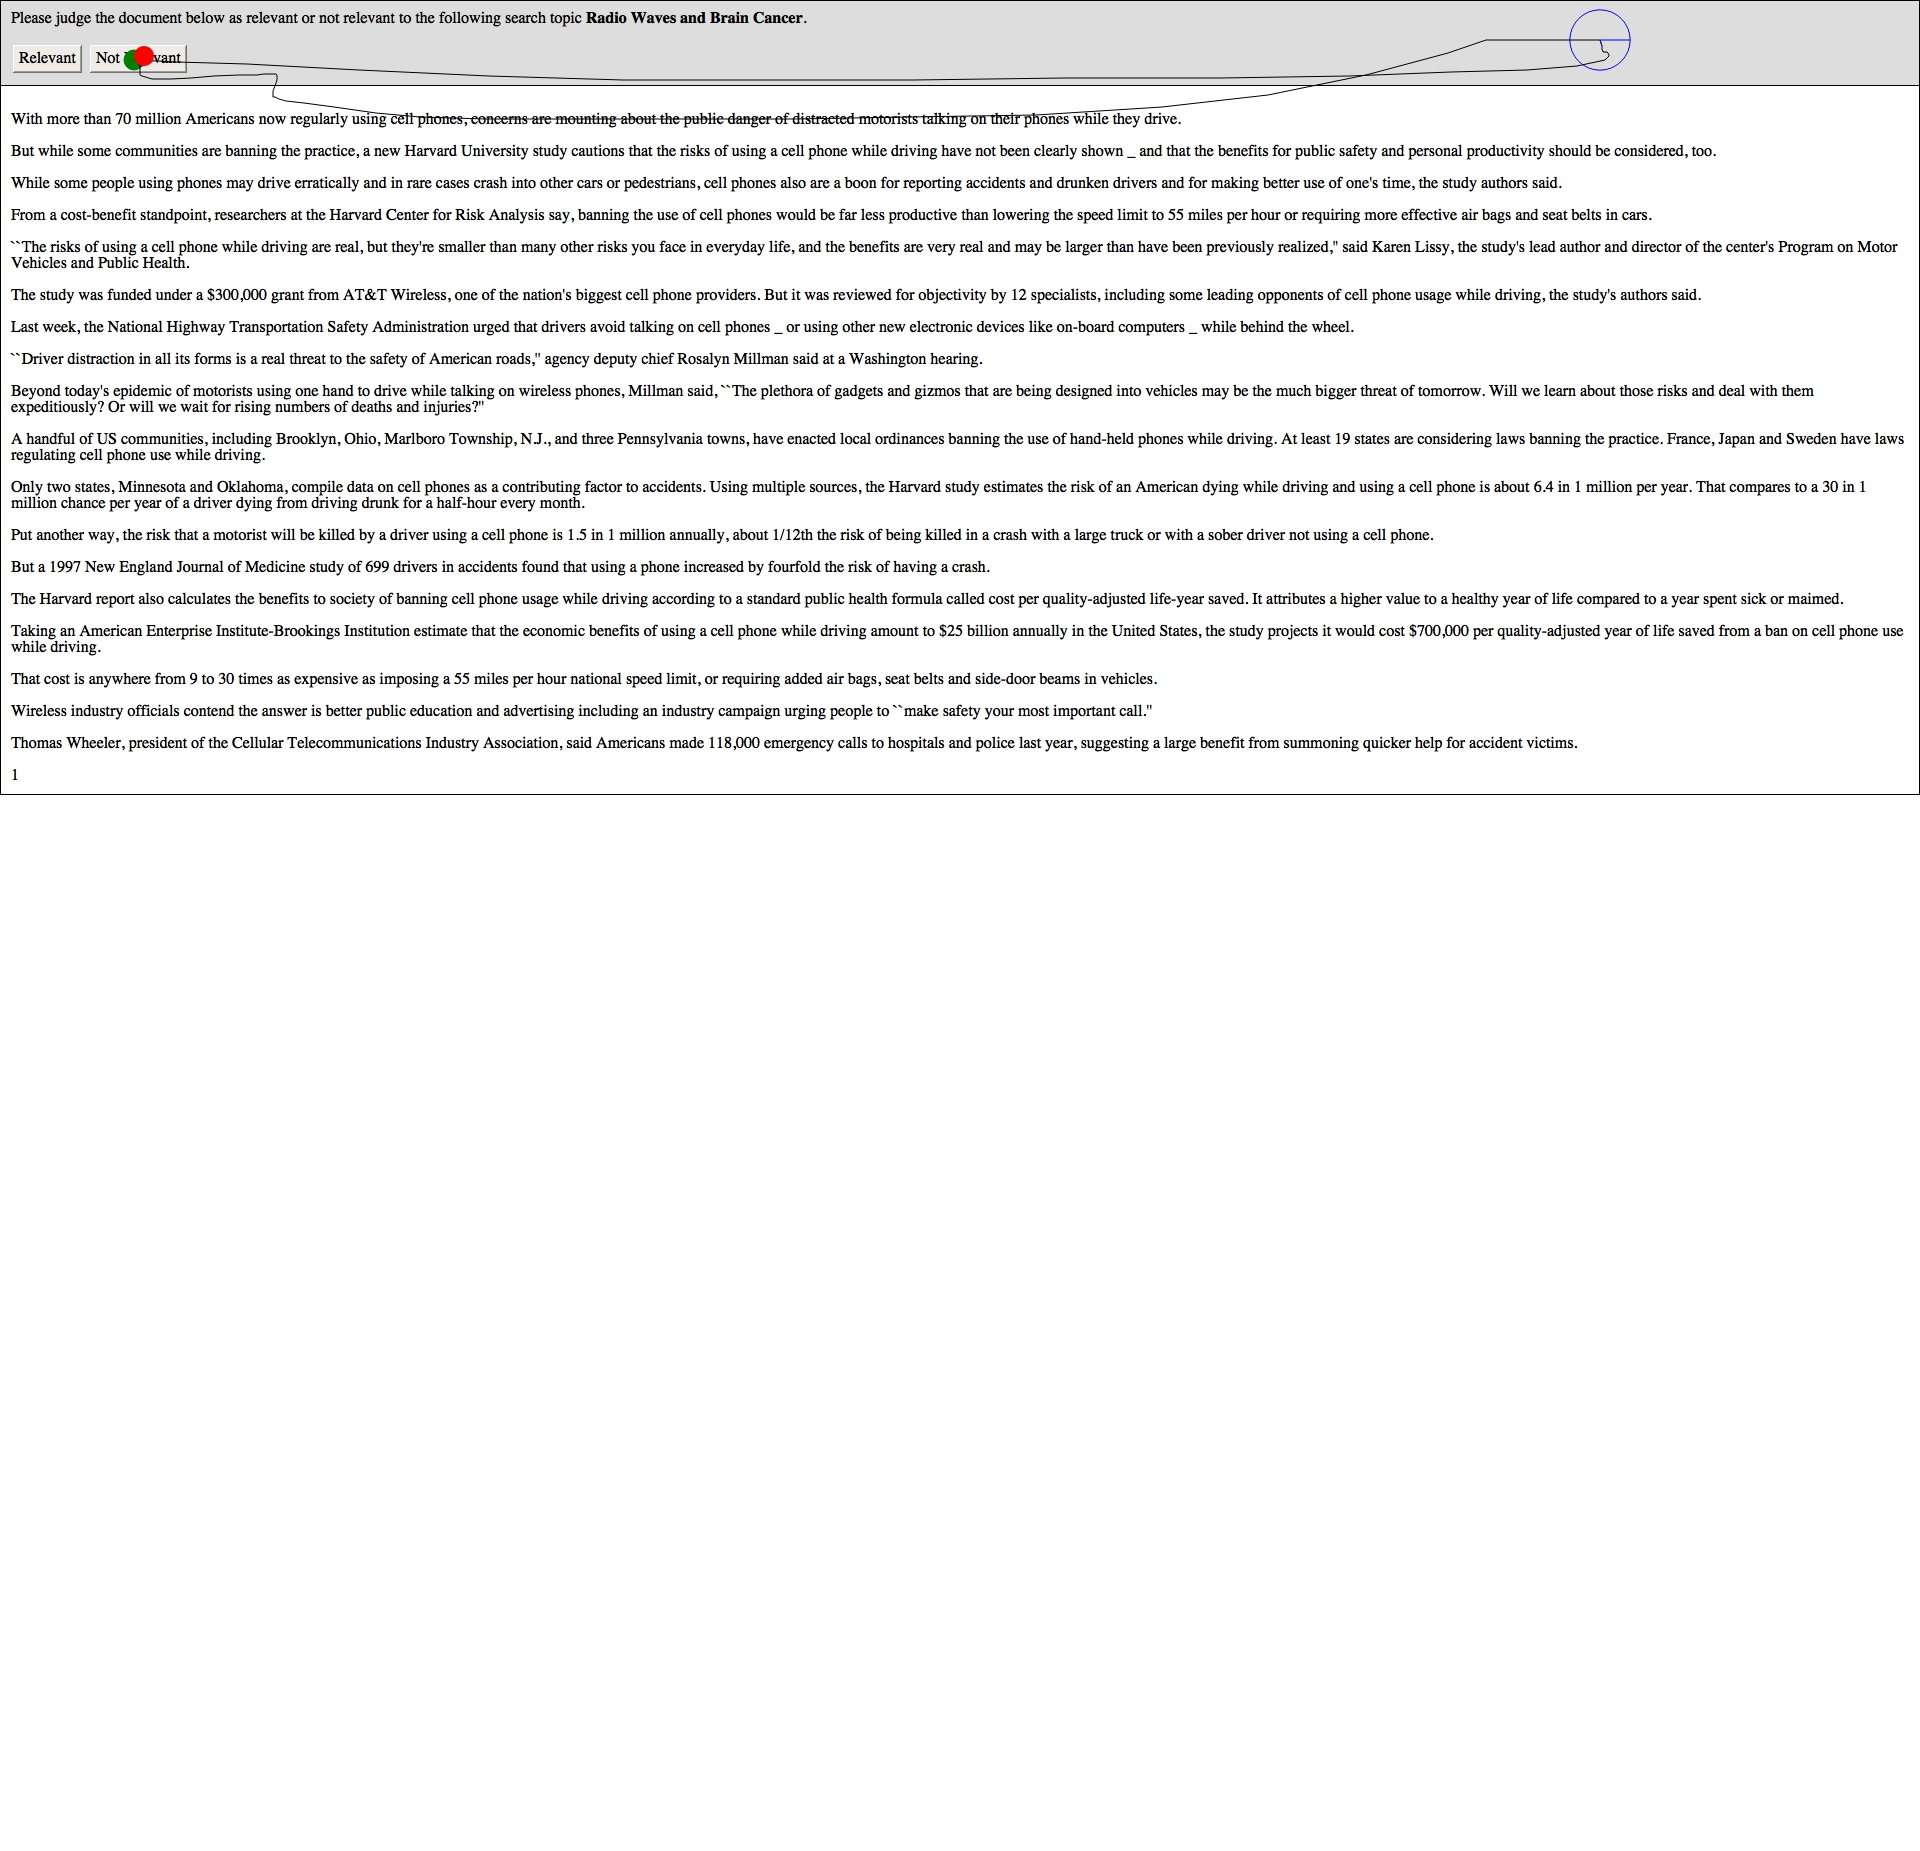 Please judge the document below as relevant or not relevant to the following search topic Radio Waves and Brain Cancer.
Relevant Not vant
With more than 70 million Americans now regularly using cell phones, concerns are mounting about the public danger of distracted motorists talking on their phones while they drive.
But while some communities are banning the practice, a new Harvard University study cautions that the risks of using a cell phone while driving have not been clearly shown _ and that the benefits for public safety and personal productivity should be considered, too.
While some people using phones may drive erratically and in rare cases crash into other cars or pedestrians, cell phones also are a boon for reporting accidents and drunken drivers and for making better use of one's time, the study authors said.
From a cost-benefit standpoint, researchers at the Harvard Center for Risk Analysis say, banning the use of cell phones would be far less productive than lowering the speed limit to 55 miles per hour or requiring more effective air bags and seat belts in cars.
``The risks of using a cell phone while driving are real, but they're smaller than many other risks you face in everyday life, and the benefits are very real and may be larger than have been previously realized,'' said Karen Lissy, the study's lead author and director of the center's Program on Motor
Vehicles and Public Health.
The study was funded under a $300,000 grant from AT&T Wireless, one of the nation's biggest cell phone providers. But it was reviewed for objectivity by 12 specialists, including some leading opponents of cell phone usage while driving, the study's authors said.
Last week, the National Highway Transportation Safety Administration urged that drivers avoid talking on cell phones _ or using other new electronic devices like on-board computers _ while behind the wheel.
``Driver distraction in all its forms is a real threat to the safety of American roads,'' agency deputy chief Rosalyn Millman said at a Washington hearing.
Beyond today's epidemic of motorists using one hand to drive while talking on wireless phones, Millman said, ``The plethora of gadgets and gizmos that are being designed into vehicles may be the much bigger threat of tomorrow. Will we learn about those risks and deal with them
expeditiously? Or will we wait for rising numbers of deaths and injuries?''
A handful of US communities, including Brooklyn, Ohio, Marlboro Township, N.J., and three Pennsylvania towns, have enacted local ordinances banning the use of hand-held phones while driving. At least 19 states are considering laws banning the practice. France, Japan and Sweden have laws
regulating cell phone use while driving.
Only two states, Minnesota and Oklahoma, compile data on cell phones as a contributing factor to accidents. Using multiple sources, the Harvard study estimates the risk of an American dying while driving and using a cell phone is about 6.4 in 1 million per year. That compares to a 30 in 1
million chance per year of a driver dying from driving drunk for a half-hour every month.
Put another way, the risk that a motorist will be killed by a driver using a cell phone is 1.5 in 1 million annually, about 1/12th the risk of being killed in a crash with a large truck or with a sober driver not using a cell phone.
But a 1997 New England Journal of Medicine study of 699 drivers in accidents found that using a phone increased by fourfold the risk of having a crash.
The Harvard report also calculates the benefits to society of banning cell phone usage while driving according to a standard public health formula called cost per quality-adjusted life-year saved. It attributes a higher value to a healthy year of life compared to a year spent sick or maimed.
Taking an American Enterprise Institute-Brookings Institution estimate that the economic benefits of using a cell phone while driving amount to $25 billion annually in the United States, the study projects it would cost $700,000 per quality-adjusted year of life saved from a ban on cell phone use
while driving.
That cost is anywhere from 9 to 30 times as expensive as imposing a 55 miles per hour national speed limit, or requiring added air bags, seat belts and side-door beams in vehicles.
Wireless industry officials contend the answer is better public education and advertising including an industry campaign urging people to ``make safety your most important call.''
Thomas Wheeler, president of the Cellular Telecommunications Industry Association, said Americans made 118,000 emergency calls to hospitals and police last year, suggesting a large benefit from summoning quicker help for accident victims.
1